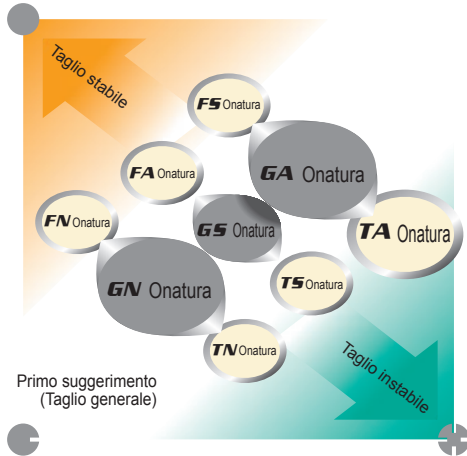 Taglio stabile
FS Onatura
GA Onatura
FA Onatura
FN Onatura
GS Onatura
TA Onatura
GN Onatura
TS Onatura
TN Onatura
Taglio instabile
Primo suggerimento
(Taglio generale)